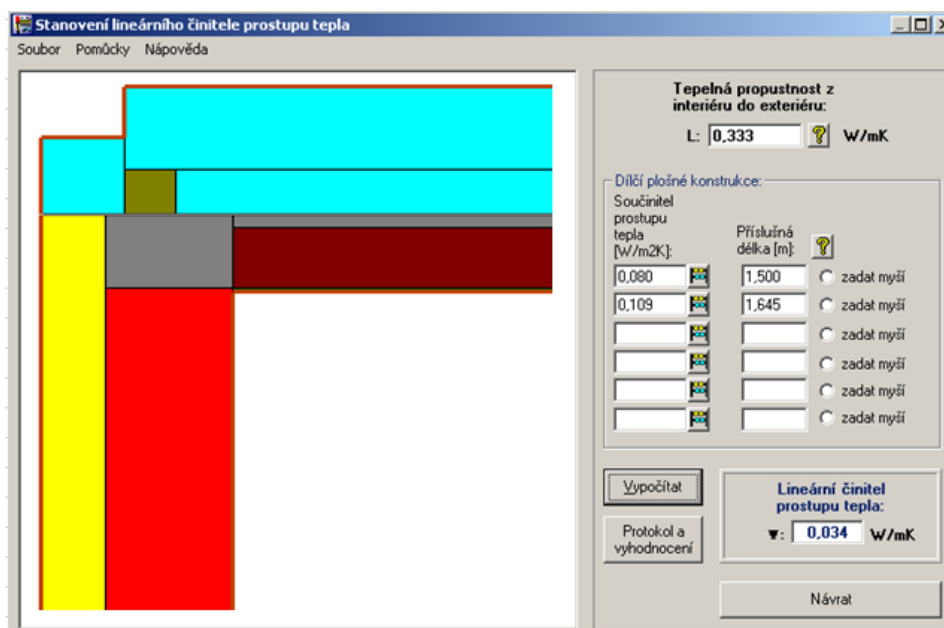 Stanovení lineárního činitele prostupu tepla
Soubor Pomůcky Nápověda
Tepelná propustnost z
interiéru do exteriéru:
L: 0,333 ? W/mK
Dílčí plošné konstrukce:
Součinitel
prostupu
tepla
[W/m2K]:
Příslušná
délka [m]:
?
0,080 1,500 zadat myší
0,109 1,645 zadat myší
zadat myší
zadat myší
zadat myší
zadat myší
Vypočítat
Protokol a
vyhodnocení
Lineární činitel
prostupu tepla:
0,034 W/mK
Návrat